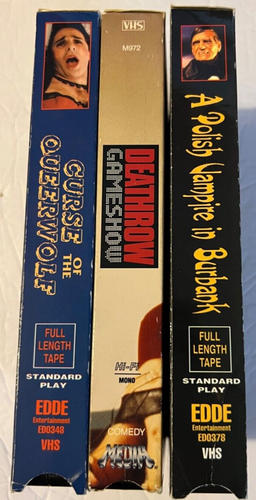 CURSE
OF THE
QUEERWOLF
FULL
LENGTH
TAPE
STANDARD
PLAY
EDDE
Entertainment
ED0348
VHS
VHS
M972
DEATHROW
GAMESHOW
HI-FI
MONO
COMEDY
MEDIA
A Polish Vampire in Burbank
FULL
LENGTH
TAPE
STANDARD
PLAY
EDDE
Entertainment
ED0378
VHS